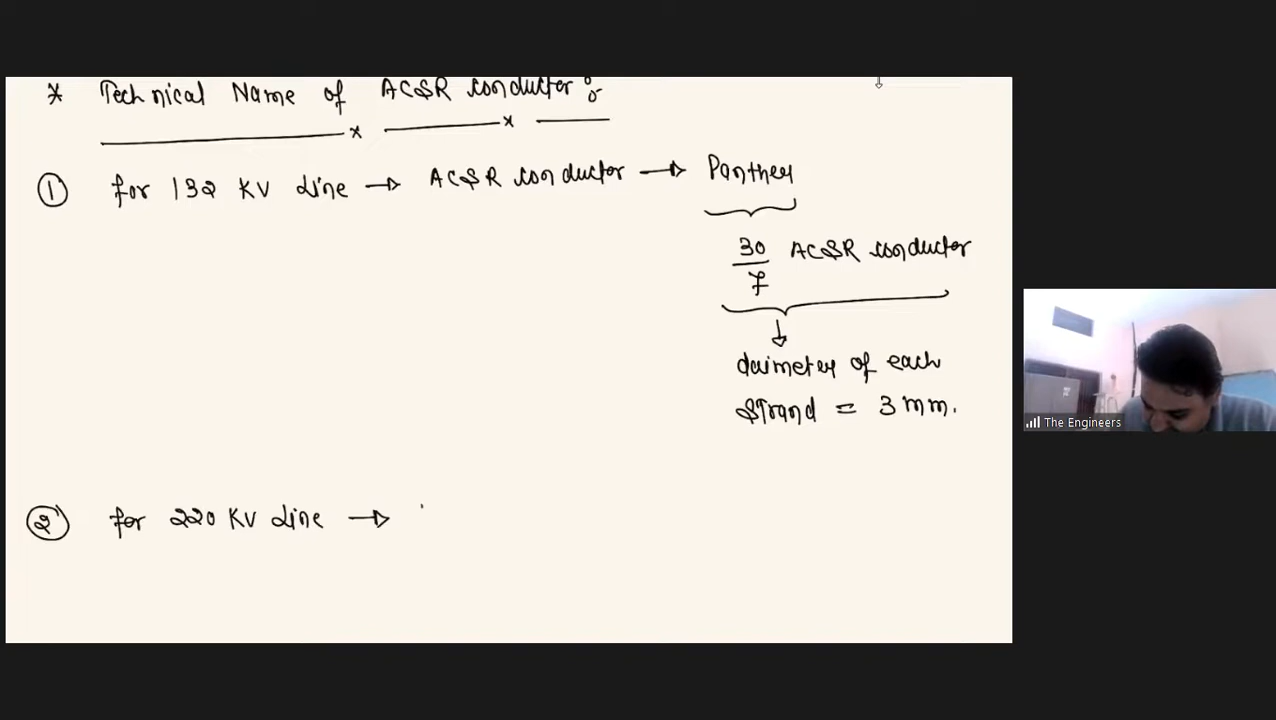 * Technical Name of ACSR conductor :
① for 132 KV Line → ACSR conductor → Panther
30/7 ACSR conductor
↓
daimeter of each
strand = 3 mm.
② for 220 KV Line →
The Engineers